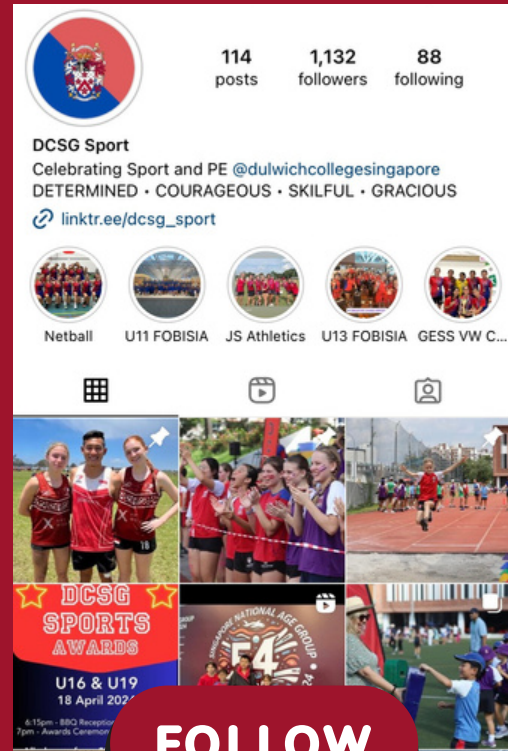 114
1,132
88
posts
followers
following
DCSG Sport
Celebrating Sport and PE @dulwichcollegesingapore
DETERMINED • COURAGEOUS • SKILFUL • GRACIOUS
linktr.ee/dcsg_sport
Netball
U11 FOBISIA
JS Athletics
U13 FOBISIA
GESS VW C...
18
DCSG
SPORTS
AWARDS
U16 & U19
18 April 2024
6:15pm - BBQ Reception
7pm - Awards Ceremon
SINGAPORE NATIONAL AGE GROUP
54
FOLLOW